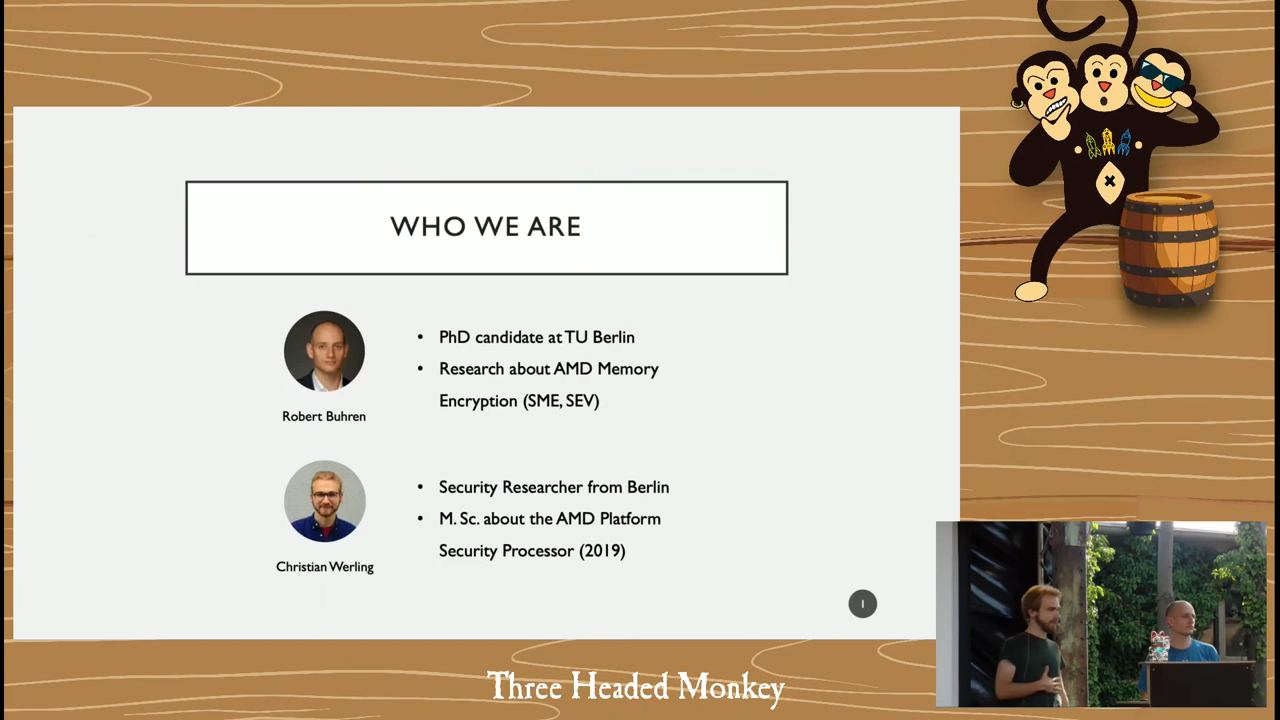 WHO WE ARE
• PhD candidate at TU Berlin
• Research about AMD Memory
Encryption (SME, SEV)
Robert Buhren
• Security Researcher from Berlin
• M. Sc. about the AMD Platform
Security Processor (2019)
Christian Werling
1
Three Headed Monkey